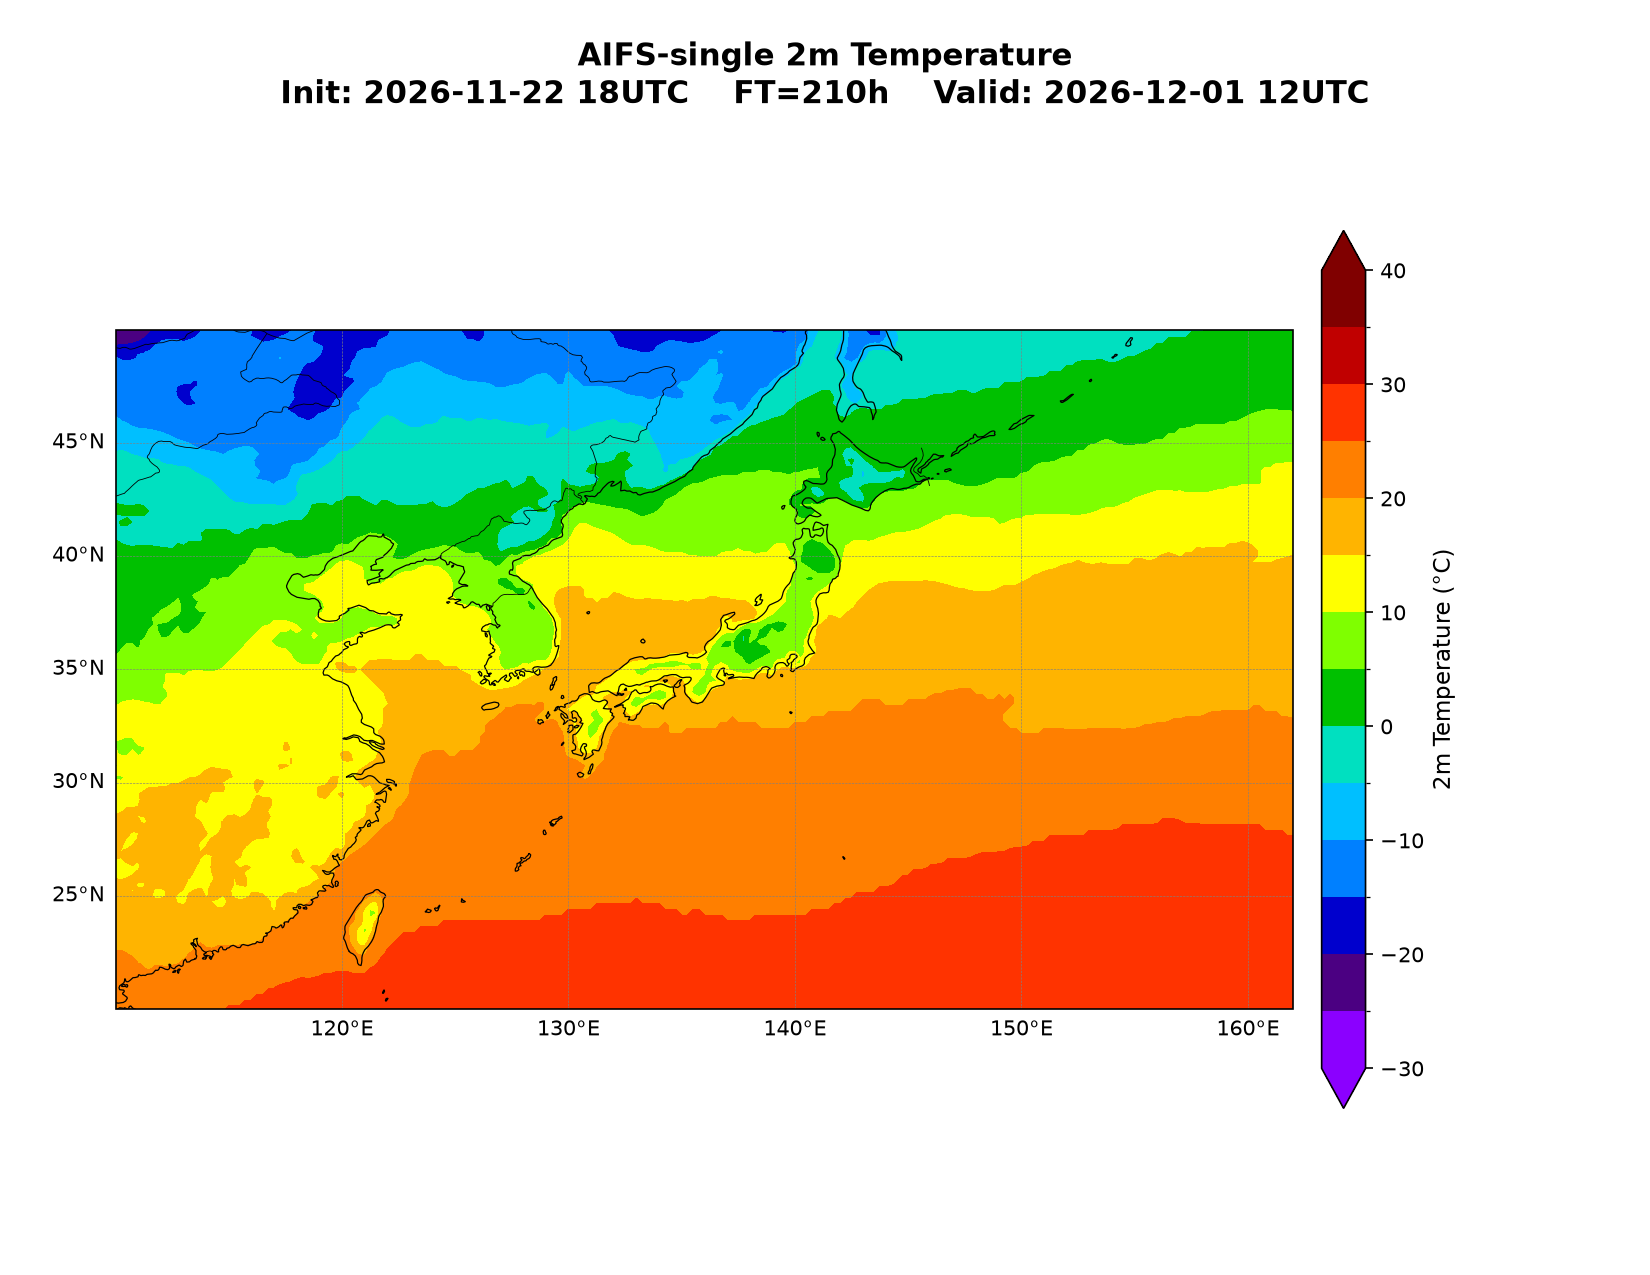 AIFS-single 2m Temperature
Init: 2026-11-22 18UTC    FT=210h    Valid: 2026-12-01 12UTC
45°N
40°N
35°N
30°N
25°N
120°E
130°E
140°E
150°E
160°E
40
30
20
10
0
−10
−20
−30
2m Temperature (°C)